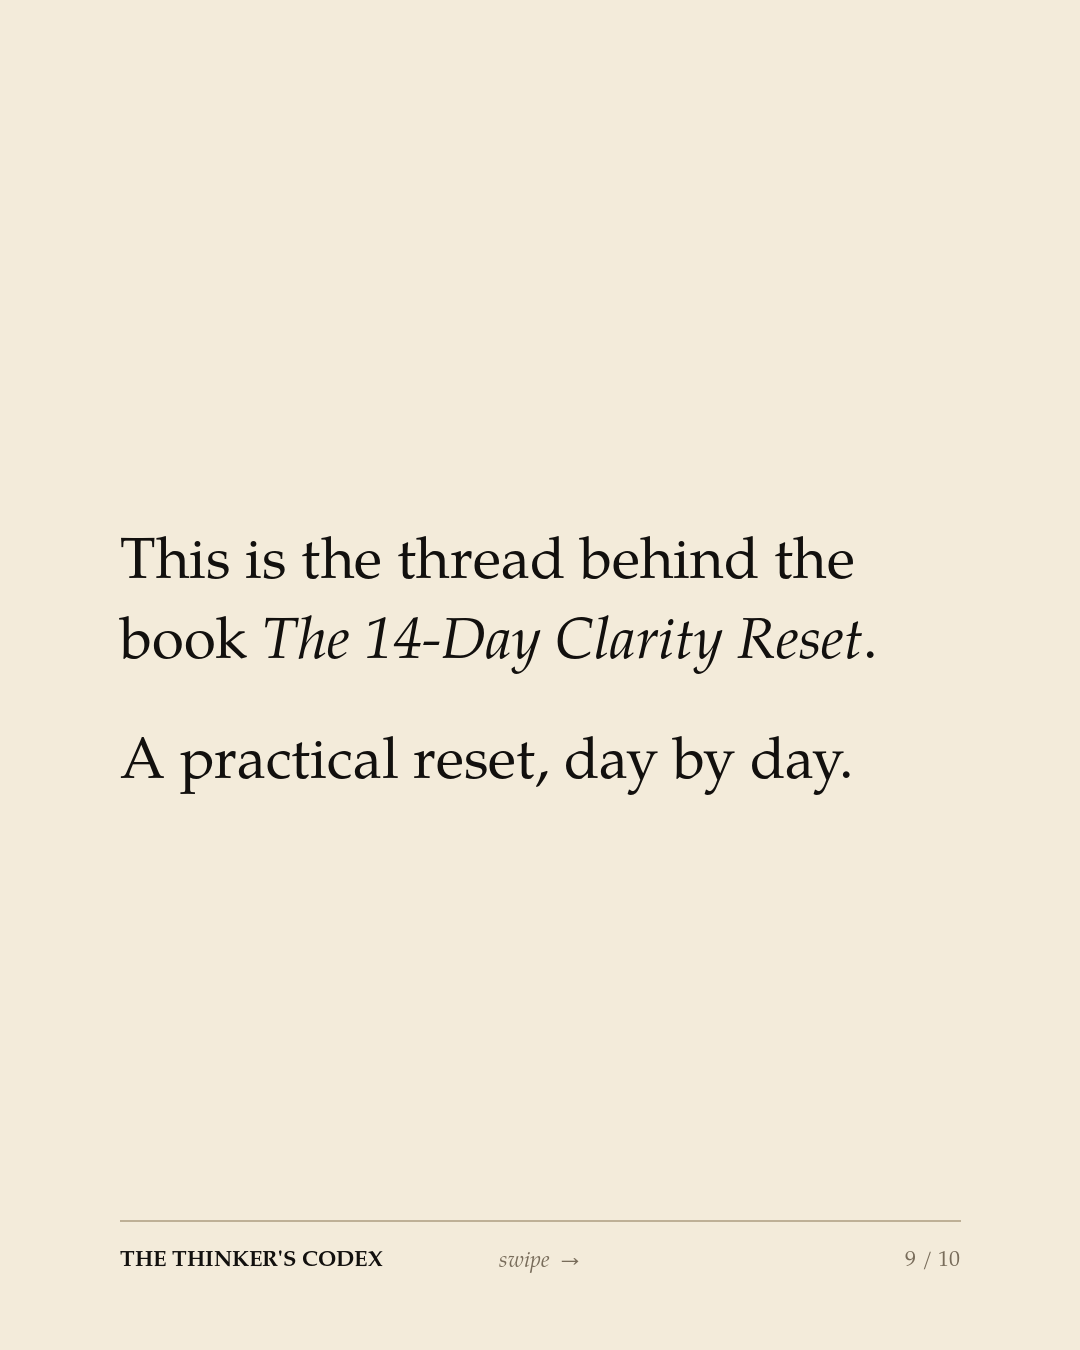 This is the thread behind the
book The 14-Day Clarity Reset.
A practical reset, day by day.
THE THINKER'S CODEX
swipe →
9 / 10